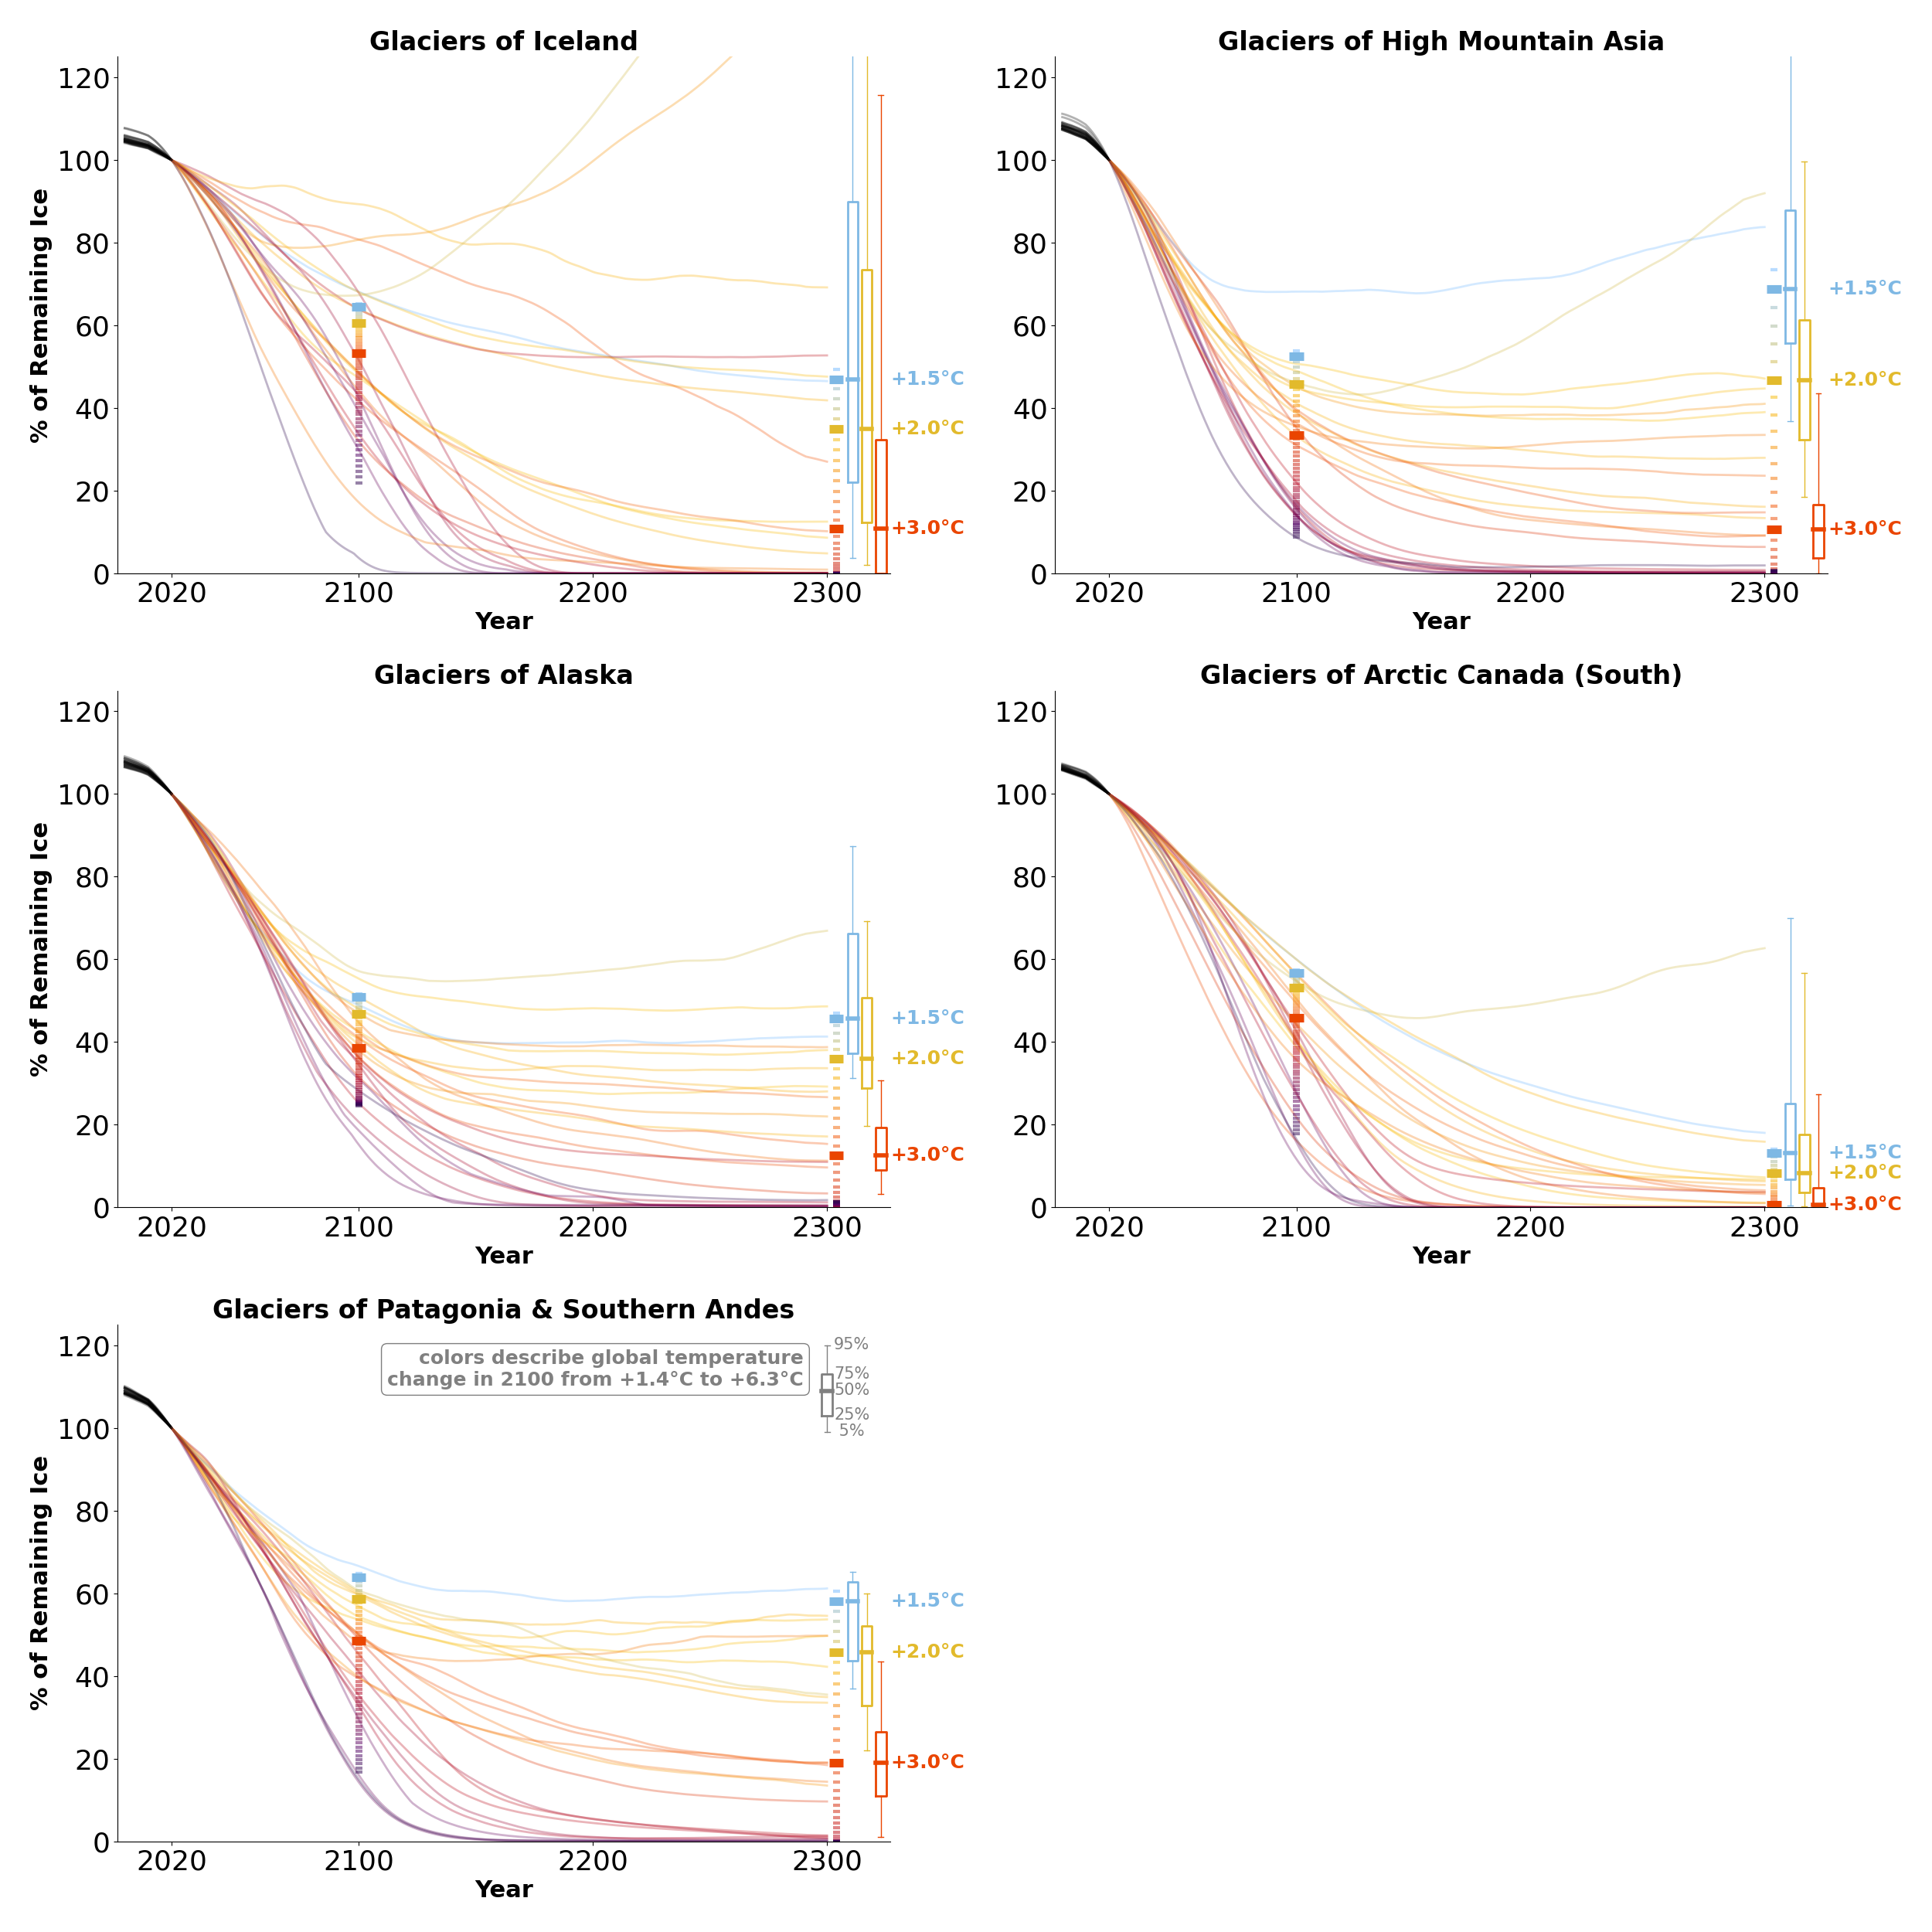 Glaciers of Iceland
% of Remaining Ice
120
100
80
60
40
20
0
2020 2100 2200 2300
Year
+1.5°C
+2.0°C
+3.0°C
Glaciers of High Mountain Asia
120
100
80
60
40
20
0
2020 2100 2200 2300
Year
+1.5°C
+2.0°C
+3.0°C
Glaciers of Alaska
% of Remaining Ice
120
100
80
60
40
20
0
2020 2100 2200 2300
Year
+1.5°C
+2.0°C
+3.0°C
Glaciers of Arctic Canada (South)
120
100
80
60
40
20
0
2020 2100 2200 2300
Year
+1.5°C
+2.0°C
+3.0°C
Glaciers of Patagonia & Southern Andes
% of Remaining Ice
120
100
80
60
40
20
0
2020 2100 2200 2300
Year
colors describe global temperature
change in 2100 from +1.4°C to +6.3°C
95%
75%
50%
25%
5%
+1.5°C
+2.0°C
+3.0°C